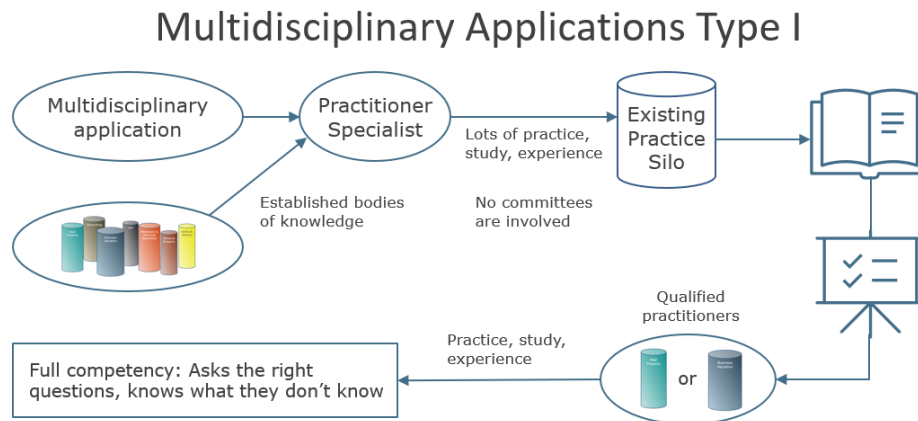 Multidisciplinary Applications Type I
Multidisciplinary
application
Practitioner
Specialist
Lots of practice,
study, experience
Existing
Practice
Silo
Established bodies
of knowledge
No committees
are involved
Qualified
practitioners
or
Practice, study,
experience
Full competency: Asks the right
questions, knows what they don’t know